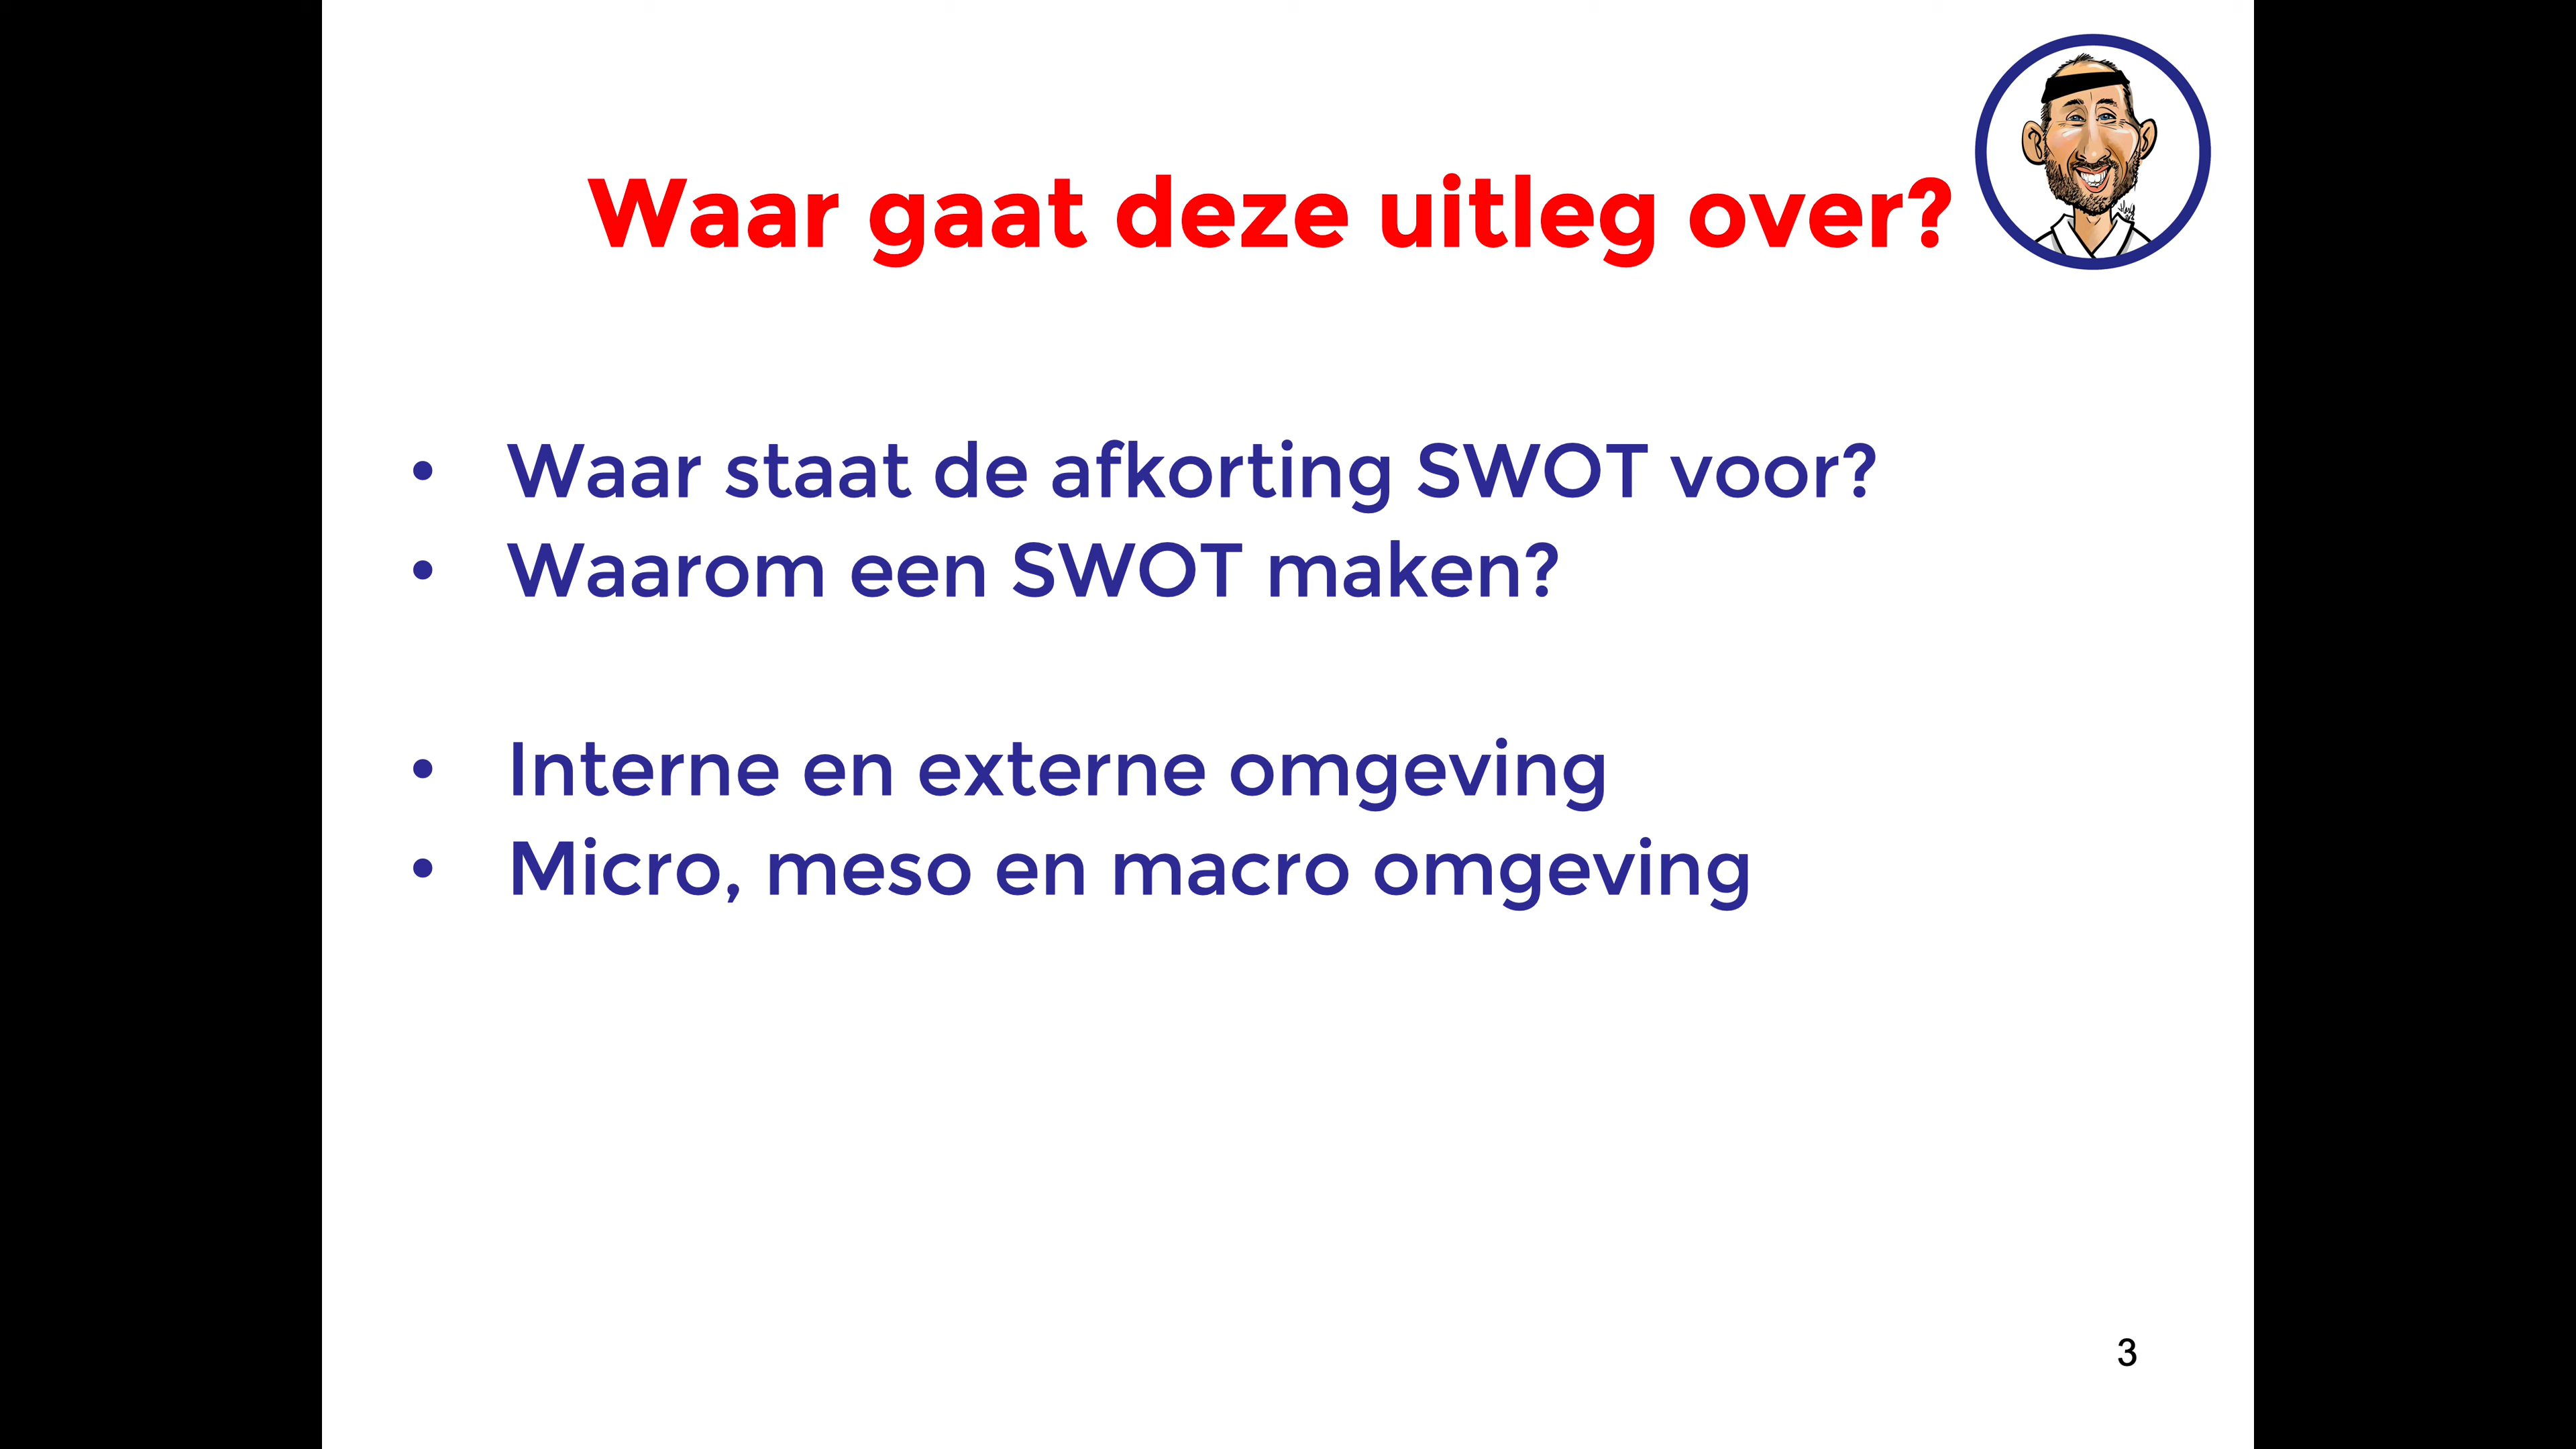 Waar gaat deze uitleg over?
• Waar staat de afkorting SWOT voor?
• Waarom een SWOT maken?
• Interne en externe omgeving
• Micro, meso en macro omgeving
3